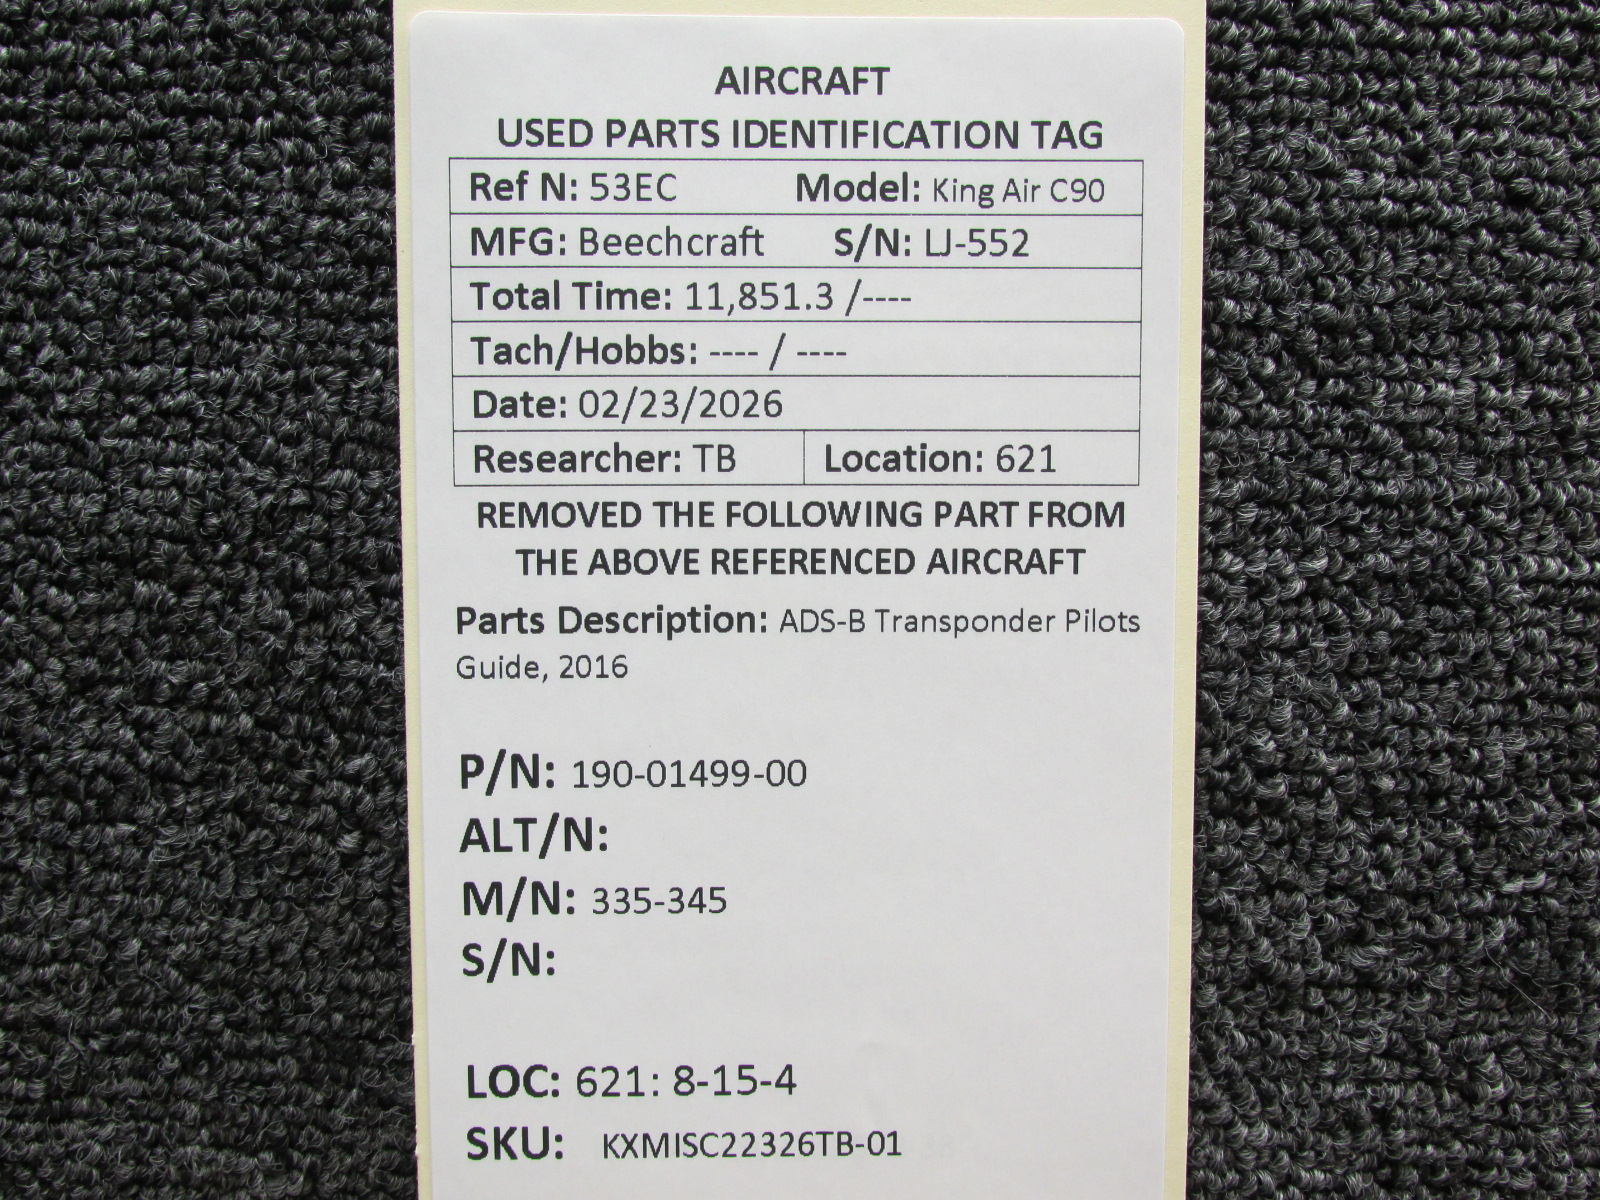 AIRCRAFT
USED PARTS IDENTIFICATION TAG
Ref N: 53EC Model: King Air C90
MFG: Beechcraft S/N: LJ-552
Total Time: 11,851.3 /----
Tach/Hobbs: ---- / ----
Date: 02/23/2026
Researcher: TB Location: 621
REMOVED THE FOLLOWING PART FROM
THE ABOVE REFERENCED AIRCRAFT
Parts Description: ADS-B Transponder Pilots
Guide, 2016
P/N: 190-01499-00
ALT/N:
M/N: 335-345
S/N:
LOC: 621: 8-15-4
SKU: KXMISC22326TB-01